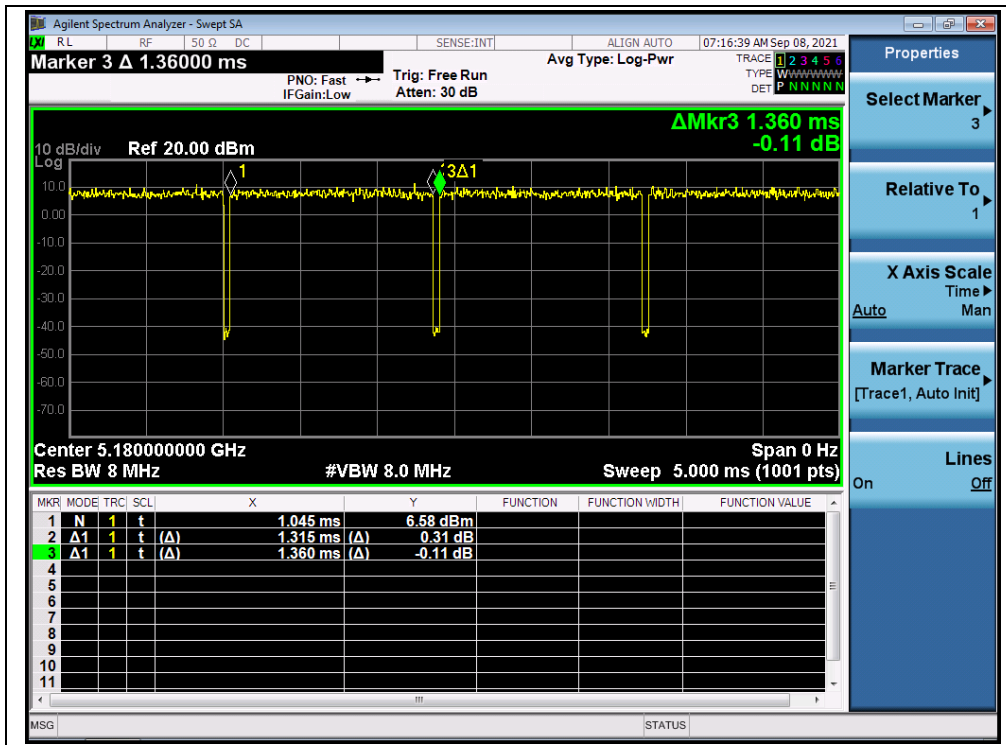 Agilent Spectrum Analyzer - Swept SA
LXI RL RF 50 Ω DC SENSE:INT ALIGN AUTO 07:16:39 AM Sep 08, 2021
Marker 3 Δ 1.36000 ms
PNO: Fast
IFGain:Low
Trig: Free Run
Atten: 30 dB
Avg Type: Log-Pwr
TRACE 1 2 3 4 5 6
TYPE WWWWWW
DET P N N N N N
ΔMkr3 1.360 ms
-0.11 dB
10 dB/div Ref 20.00 dBm
Log
1
3Δ1
10.0
0.00
-10.0
-20.0
-30.0
-40.0
-50.0
-60.0
-70.0
Center 5.180000000 GHz Span 0 Hz
Res BW 8 MHz #VBW 8.0 MHz Sweep 5.000 ms (1001 pts)
MKR MODE TRC SCL X Y FUNCTION FUNCTION WIDTH FUNCTION VALUE
1 N 1 t 1.045 ms 6.58 dBm
2 Δ1 1 t (Δ) 1.315 ms (Δ) 0.31 dB
3 Δ1 1 t (Δ) 1.360 ms (Δ) -0.11 dB
4
5
6
7
8
9
10
11
MSG STATUS
Properties
Select Marker
3
Relative To
1
X Axis Scale
Time
Auto Man
Marker Trace
[Trace1, Auto Init]
Lines
On Off